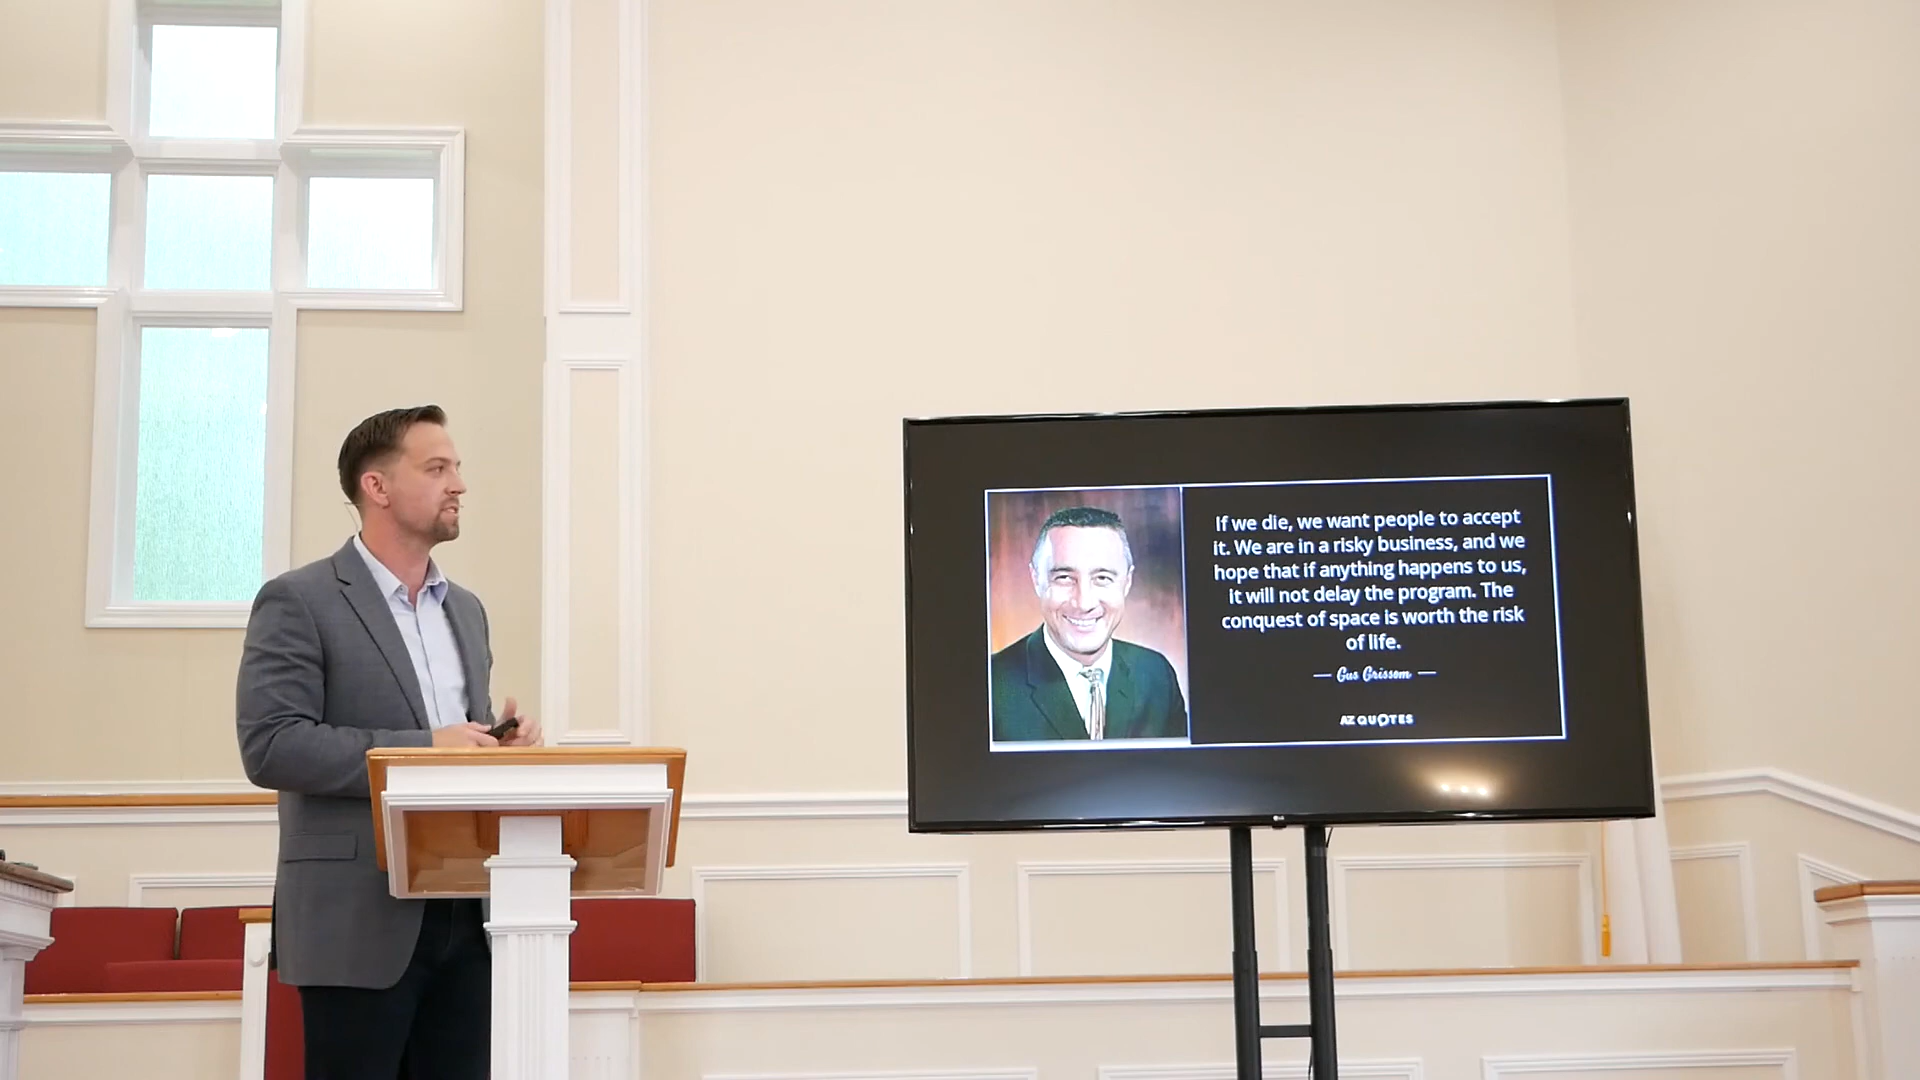 If we die, we want people to accept
it. We are in a risky business, and we
hope that if anything happens to us,
it will not delay the program. The
conquest of space is worth the risk
of life.
— Gus Grissom —
AZ QUOTES
LG